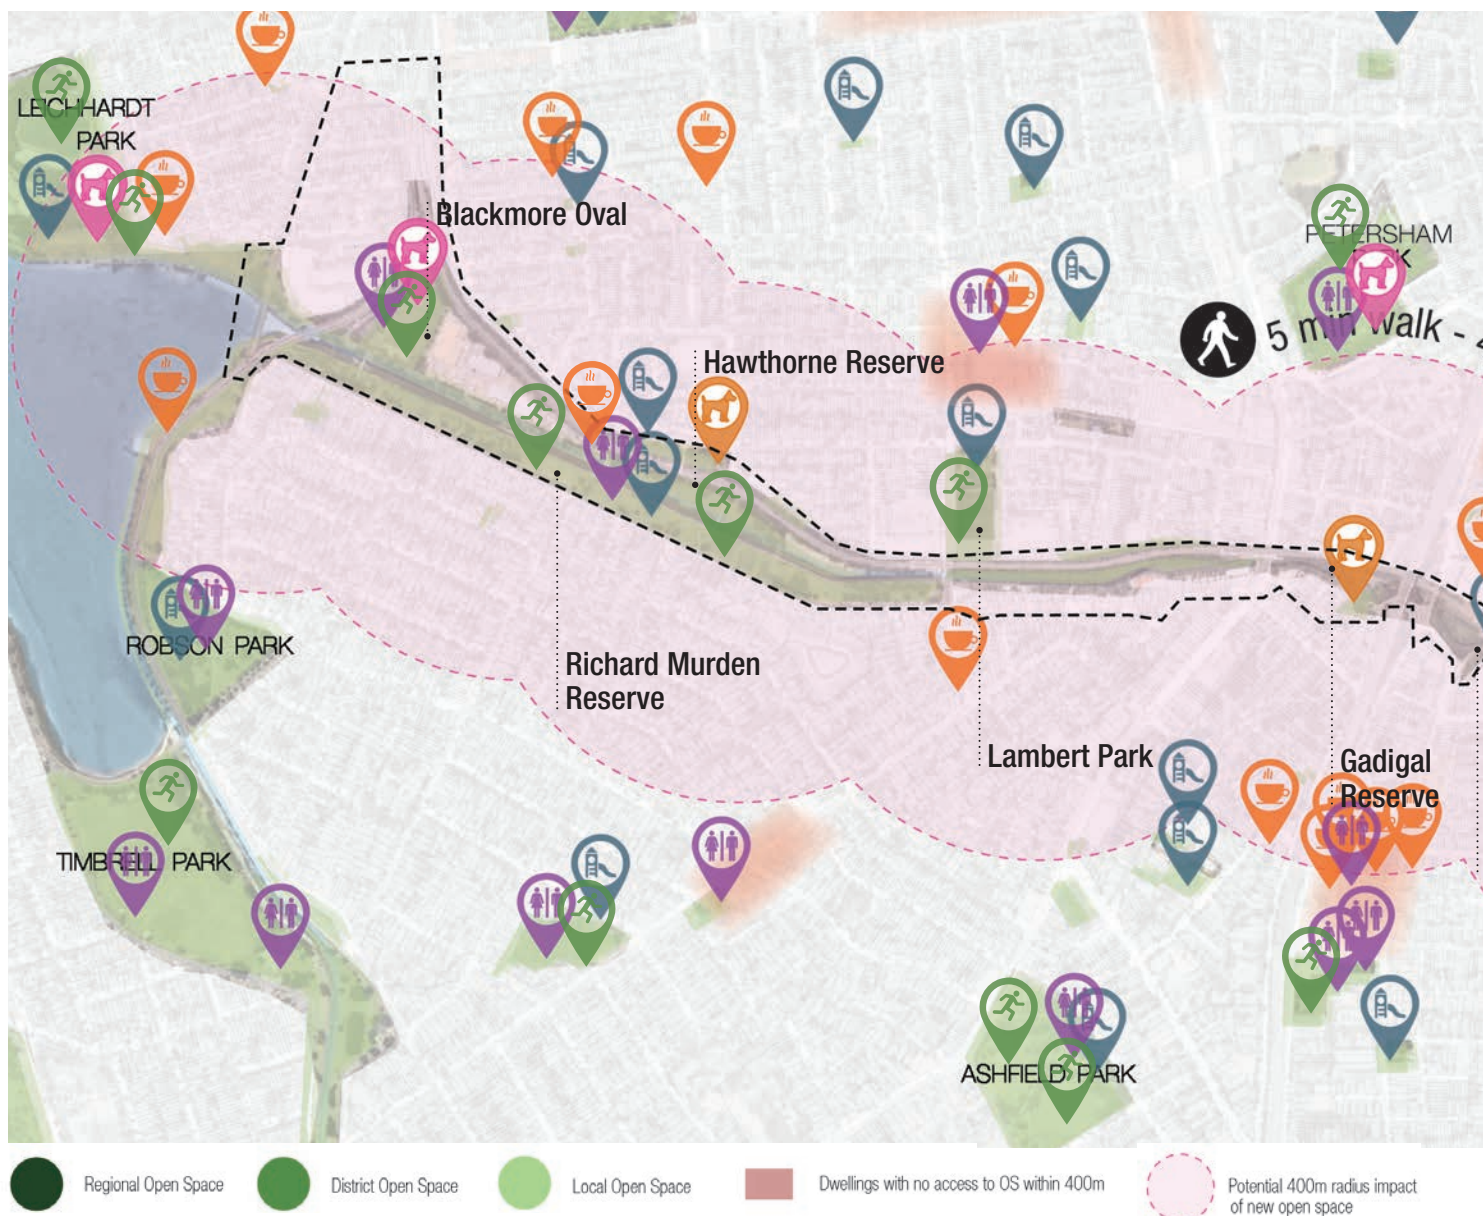 LEICHHARDT
PARK
Blackmore Oval
PETERSHAM
5 min walk -
Hawthorne Reserve
ROBSON PARK
Richard Murden
Reserve
Lambert Park
Gadigal
Reserve
TIMBRELL PARK
ASHFIELD PARK
Regional Open Space
District Open Space
Local Open Space
Dwellings with no access to OS within 400m
Potential 400m radius impact
of new open space